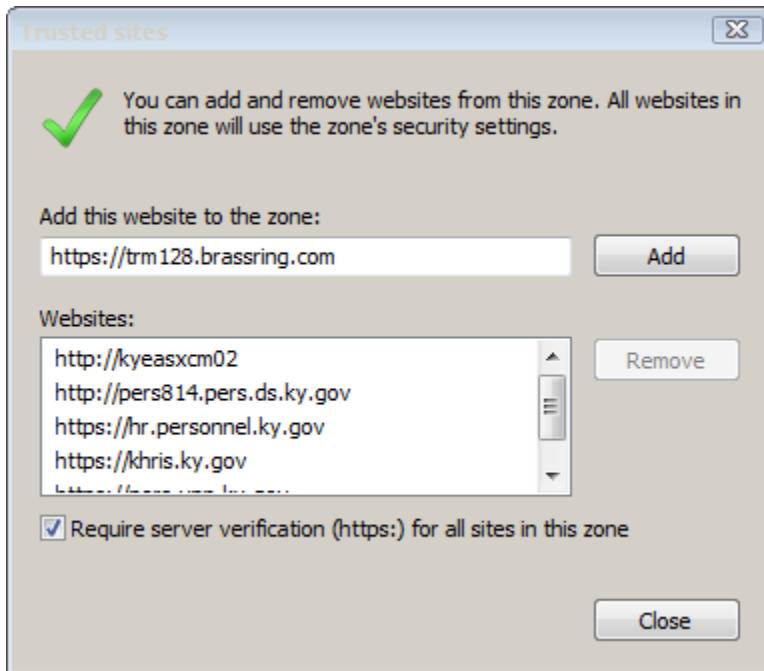 Trusted sites
You can add and remove websites from this zone. All websites in
this zone will use the zone's security settings.
Add this website to the zone:
https://trm128.brassring.com
Add
Websites:
http://kyeasxcm02
Remove
http://pers814.pers.ds.ky.gov
https://hr.personnel.ky.gov
https://khris.ky.gov
Require server verification (https:) for all sites in this zone
Close